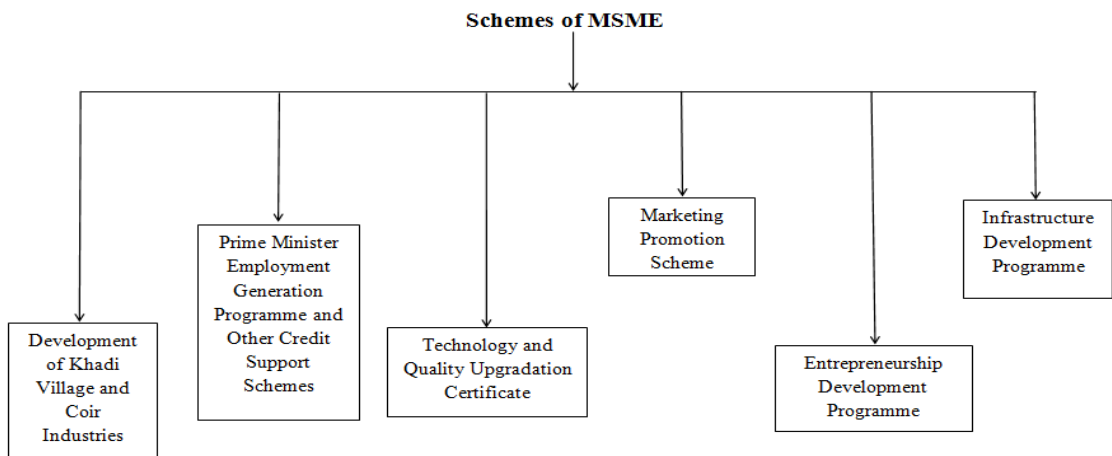 Schemes of MSME
Development
of Khadi
Village and
Coir
Industries
Prime Minister
Employment
Generation
Programme and
Other Credit
Support
Schemes
Technology and
Quality Upgradation
Certificate
Marketing
Promotion
Scheme
Entrepreneurship
Development
Programme
Infrastructure
Development
Programme